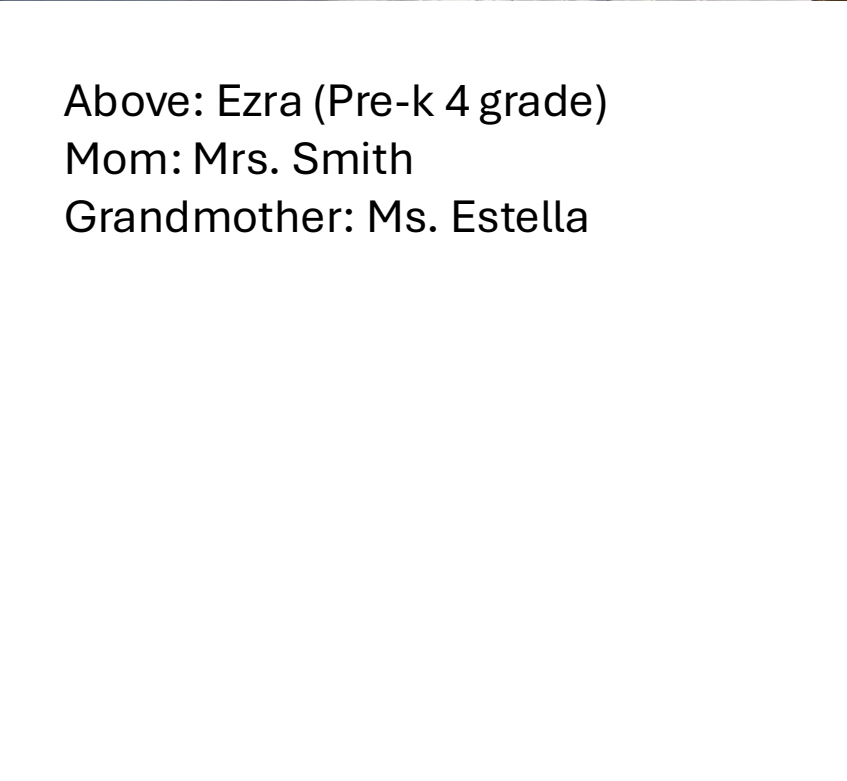 Above: Ezra (Pre-k 4 grade)
Mom: Mrs. Smith
Grandmother: Ms. Estella